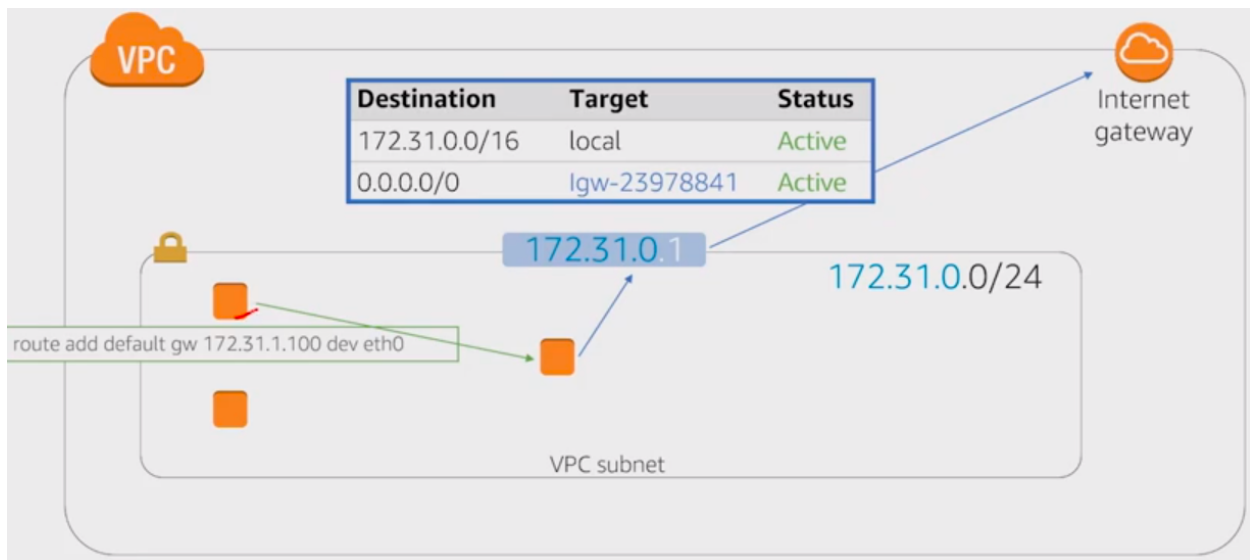 VPC
Destination Target Status
172.31.0.0/16 local Active
0.0.0.0/0 Igw-23978841 Active
Internet
gateway
172.31.0.1
172.31.0.0/24
route add default gw 172.31.1.100 dev eth0
VPC subnet